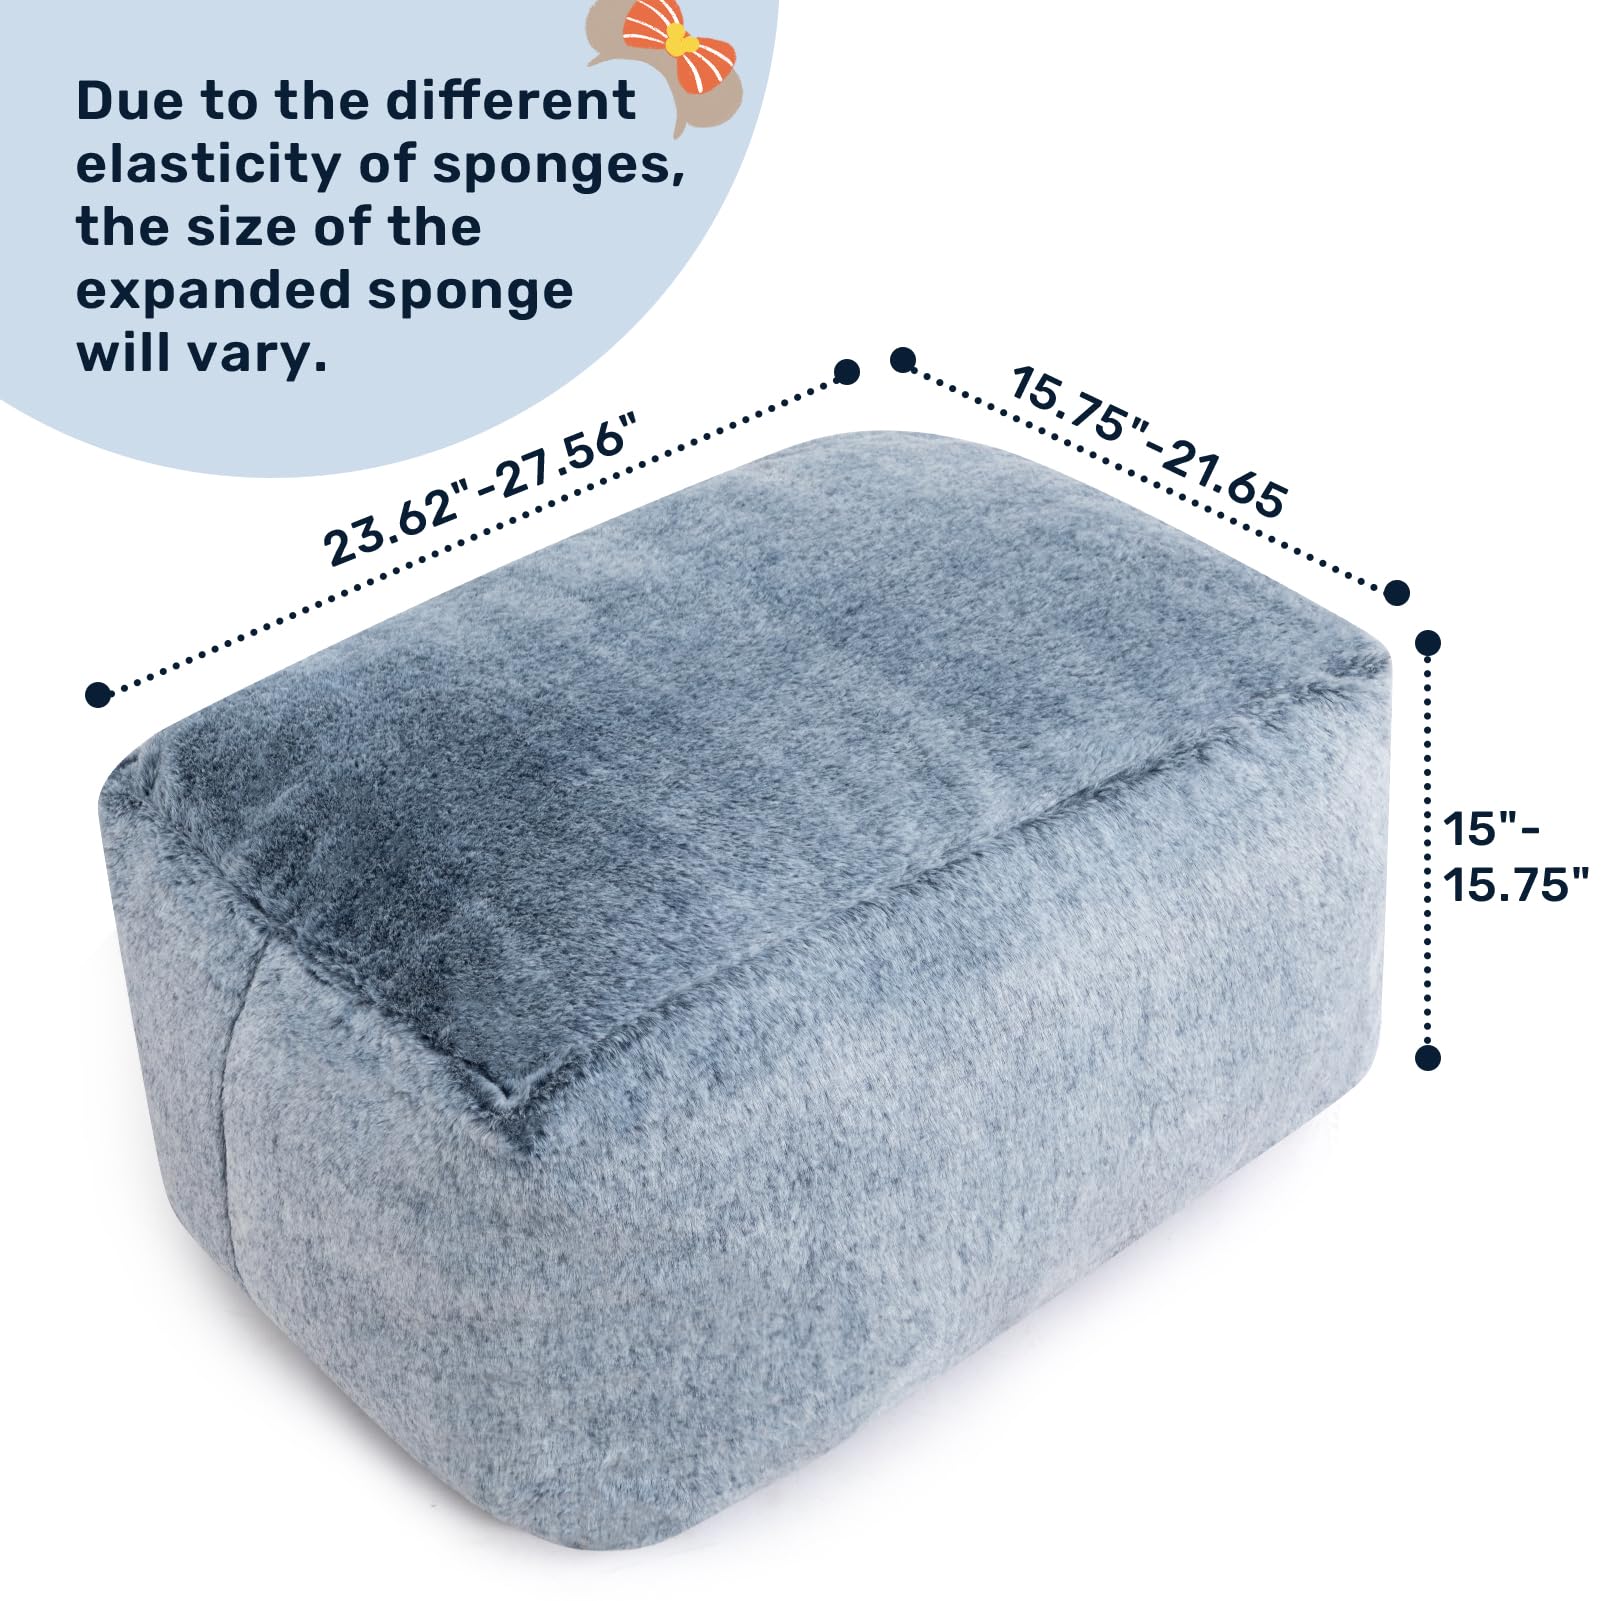 Due to the different
elasticity of sponges,
the size of the
expanded sponge
will vary.
23.62"-27.56"
15.75"-21.65
15"-
15.75"